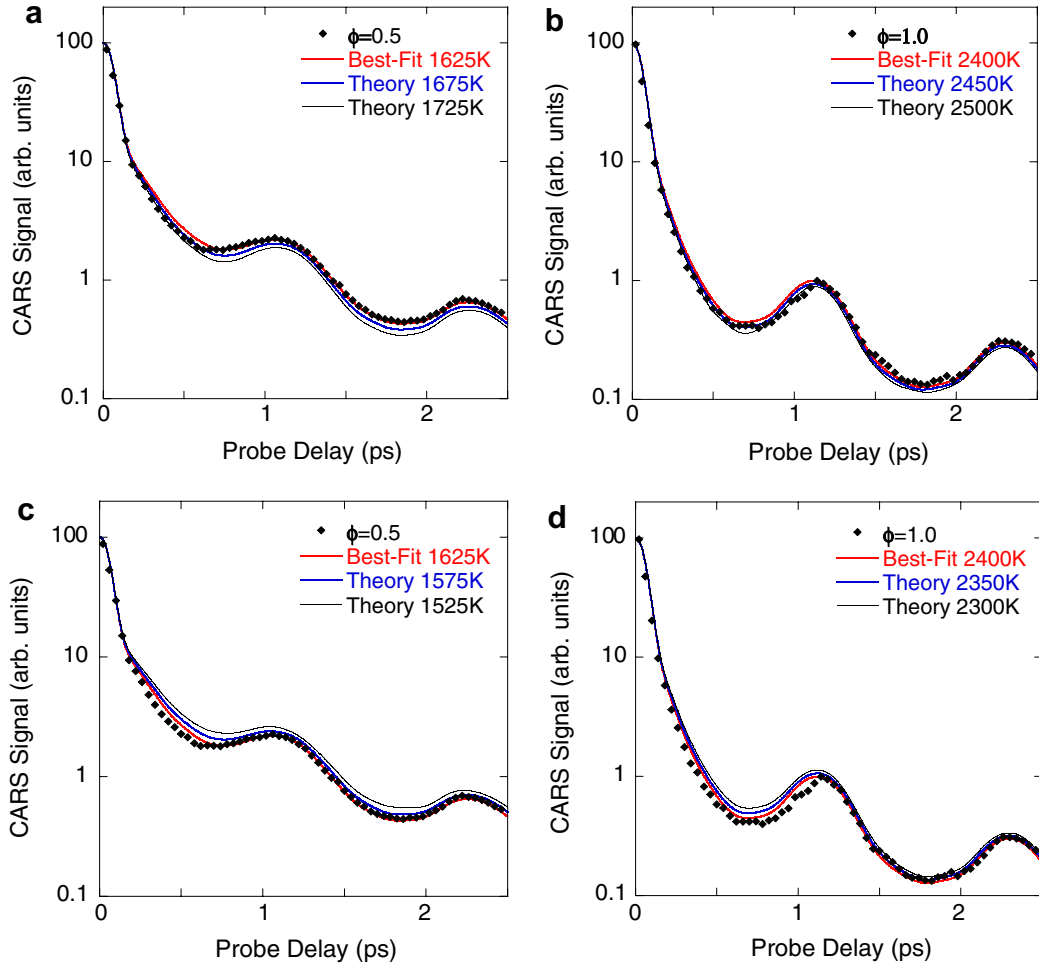 a
100
10
1
0.1
CARS Signal (arb. units)
ϕ=0.5
Best-Fit 1625K
Theory 1675K
Theory 1725K
0
1
2
Probe Delay (ps)
b
100
10
1
0.1
CARS Signal (arb. units)
ϕ=1.0
Best-Fit 2400K
Theory 2450K
Theory 2500K
0
1
2
Probe Delay (ps)
c
100
10
1
0.1
CARS Signal (arb. units)
ϕ=0.5
Best-Fit 1625K
Theory 1575K
Theory 1525K
0
1
2
Probe Delay (ps)
d
100
10
1
0.1
CARS Signal (arb. units)
ϕ=1.0
Best-Fit 2400K
Theory 2350K
Theory 2300K
0
1
2
Probe Delay (ps)